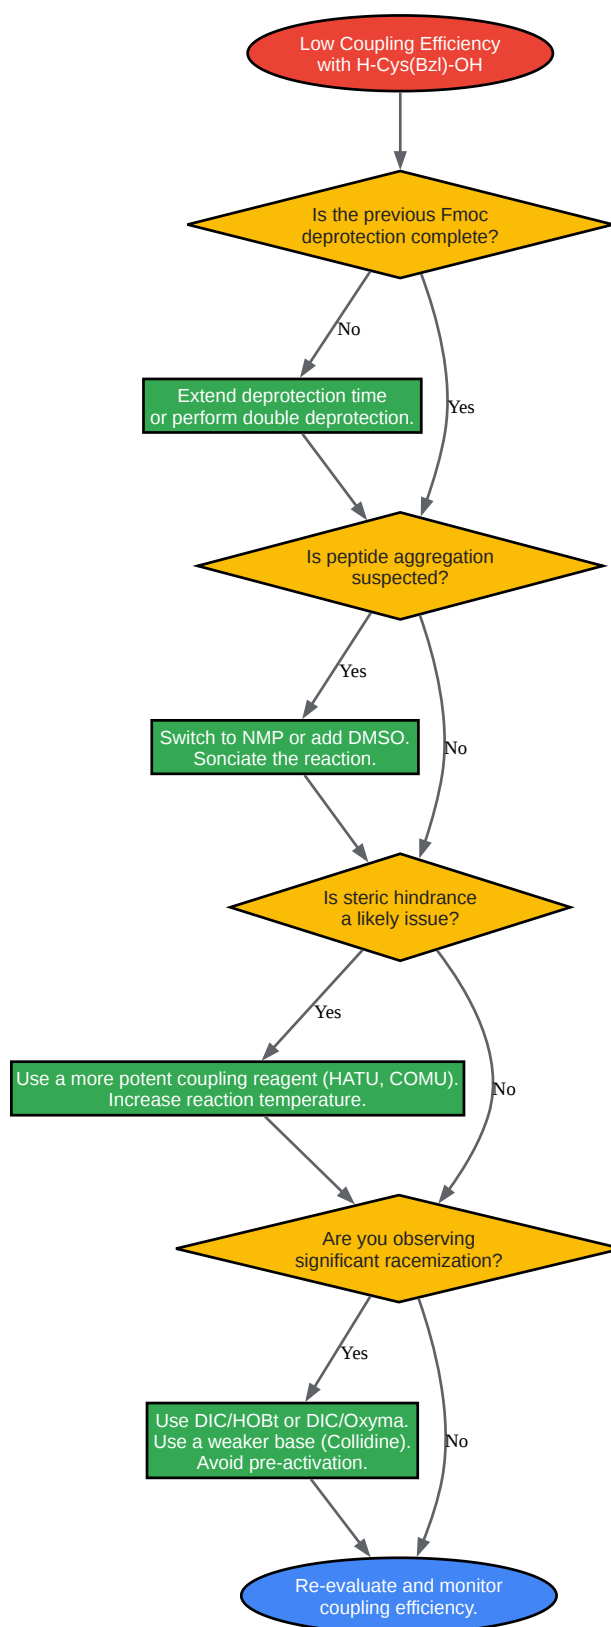 Low Coupling Efficiency
with H-Cys(Bzl)-OH
Is the previous Fmoc
deprotection complete?
No
Extend deprotection time
or perform double deprotection.
Yes
Is peptide aggregation
suspected?
Yes
Switch to NMP or add DMSO.
Sonciate the reaction.
No
Is steric hindrance
a likely issue?
Yes
Use a more potent coupling reagent (HATU, COMU).
Increase reaction temperature.
No
Are you observing
significant racemization?
Yes
Use DIC/HOBt or DIC/Oxyma.
Use a weaker base (Collidine).
Avoid pre-activation.
No
Re-evaluate and monitor
coupling efficiency.